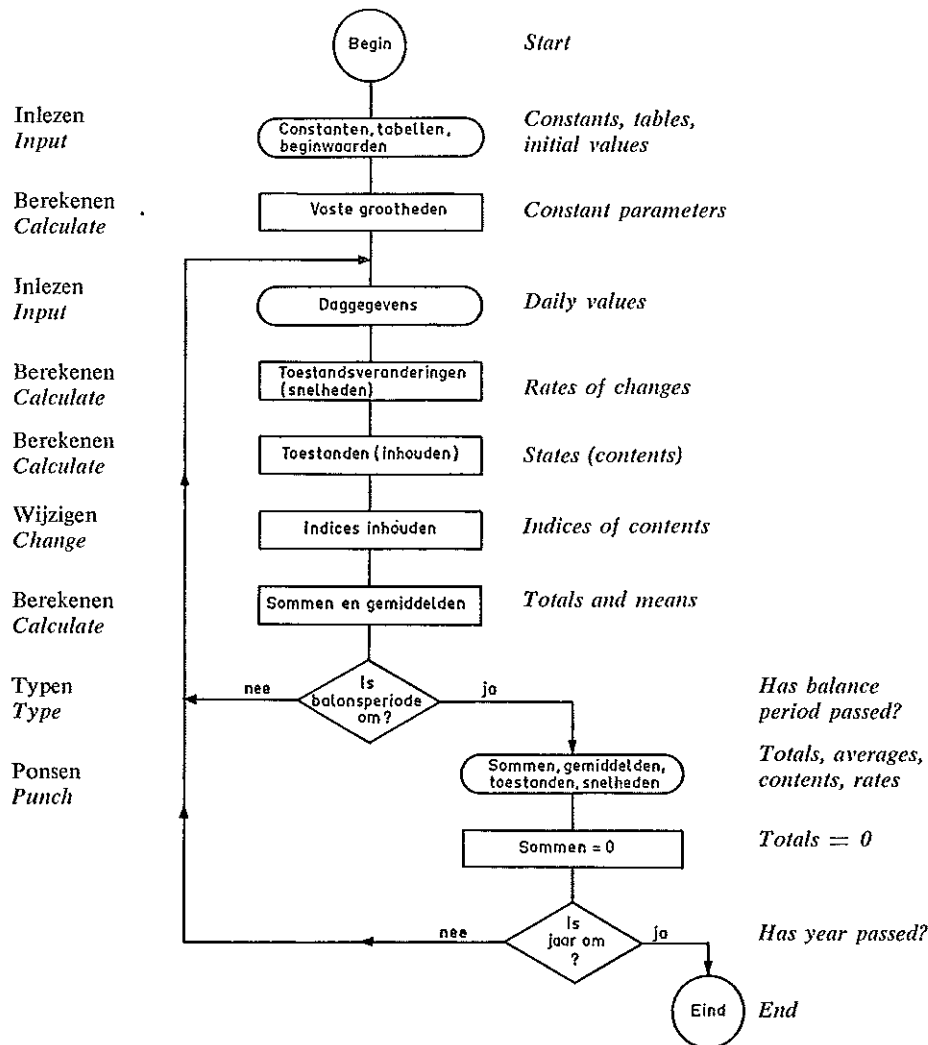 Begin
Start
Inlezen
Input
Constanten, tabellen,
beginwaarden
Constants, tables,
initial values
Berekenen
Calculate
Vaste grootheden
Constant parameters
Inlezen
Input
Daggegevens
Daily values
Berekenen
Calculate
Toestandsveranderingen
(snelheden)
Rates of changes
Berekenen
Calculate
Toestanden (inhouden)
States (contents)
Wijzigen
Change
Indices inhouden
Indices of contents
Berekenen
Calculate
Sommen en gemiddelden
Totals and means
Typen
Type
nee
Is
balansperiode
om?
ja
Has balance
period passed?
Ponsen
Punch
Sommen, gemiddelden,
toestanden, snelheden
Totals, averages,
contents, rates
Sommen = 0
Totals = 0
nee
Is
jaar om
?
ja
Has year passed?
Eind
End